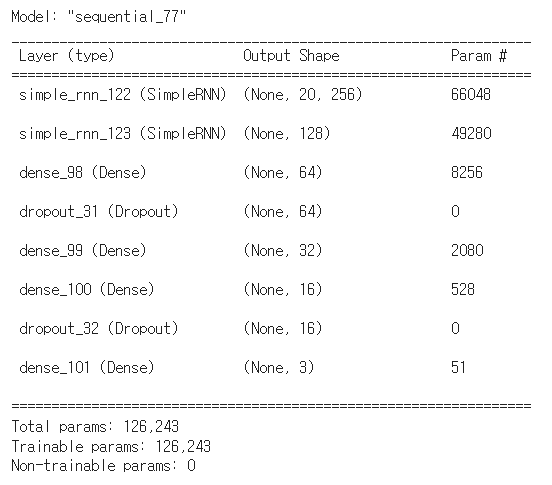 Model: "sequential_77"
Layer (type) Output Shape Param #
simple_rnn_122 (SimpleRNN) (None, 20, 256) 66048
simple_rnn_123 (SimpleRNN) (None, 128) 49280
dense_98 (Dense) (None, 64) 8256
dropout_31 (Dropout) (None, 64) 0
dense_99 (Dense) (None, 32) 2080
dense_100 (Dense) (None, 16) 528
dropout_32 (Dropout) (None, 16) 0
dense_101 (Dense) (None, 3) 51
Total params: 126,243
Trainable params: 126,243
Non-trainable params: 0